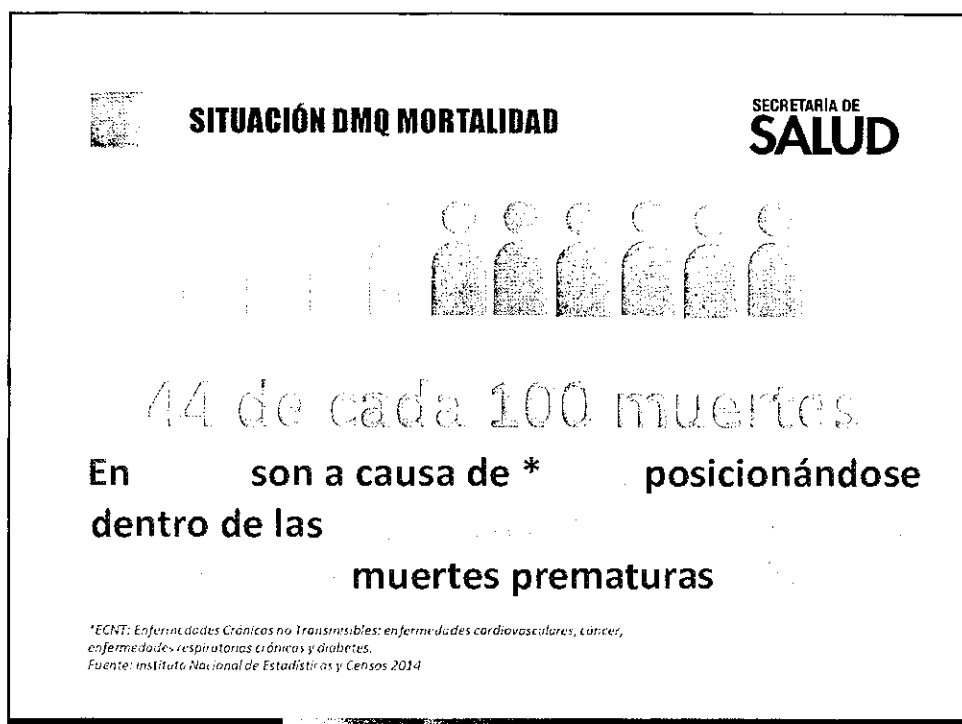 SITUACIÓN DMQ MORTALIDAD
SECRETARÍA DE
SALUD
44 de cada 100 muertes
En son a causa de * posicionándose
dentro de las
muertes prematuras
*ECNT: Enfermedades Crónicas no Transmisibles: enfermedades cardiovasculares, cáncer,
enfermedades respiratorias crónicas y diabetes.
Fuente: Instituto Nacional de Estadísticas y Censos 2014